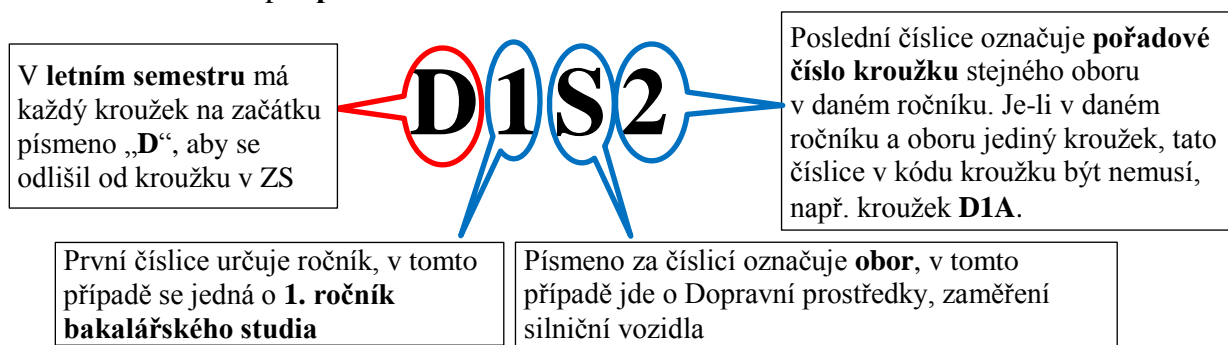 V letním semestru má
každý kroužek na začátku
písmeno „D“, aby se
odlišil od kroužku v ZS
D1S2
Poslední číslice označuje pořadové
číslo kroužku stejného oboru
v daném ročníku. Je-li v daném
ročníku a oboru jediný kroužek, tato
číslice v kódu kroužku být nemusí,
např. kroužek D1A.
První číslice určuje ročník, v tomto
případě se jedná o 1. ročník
bakalářského studia
Písmeno za číslicí označuje obor, v tomto
případě jde o Dopravní prostředky, zaměření
silniční vozidla